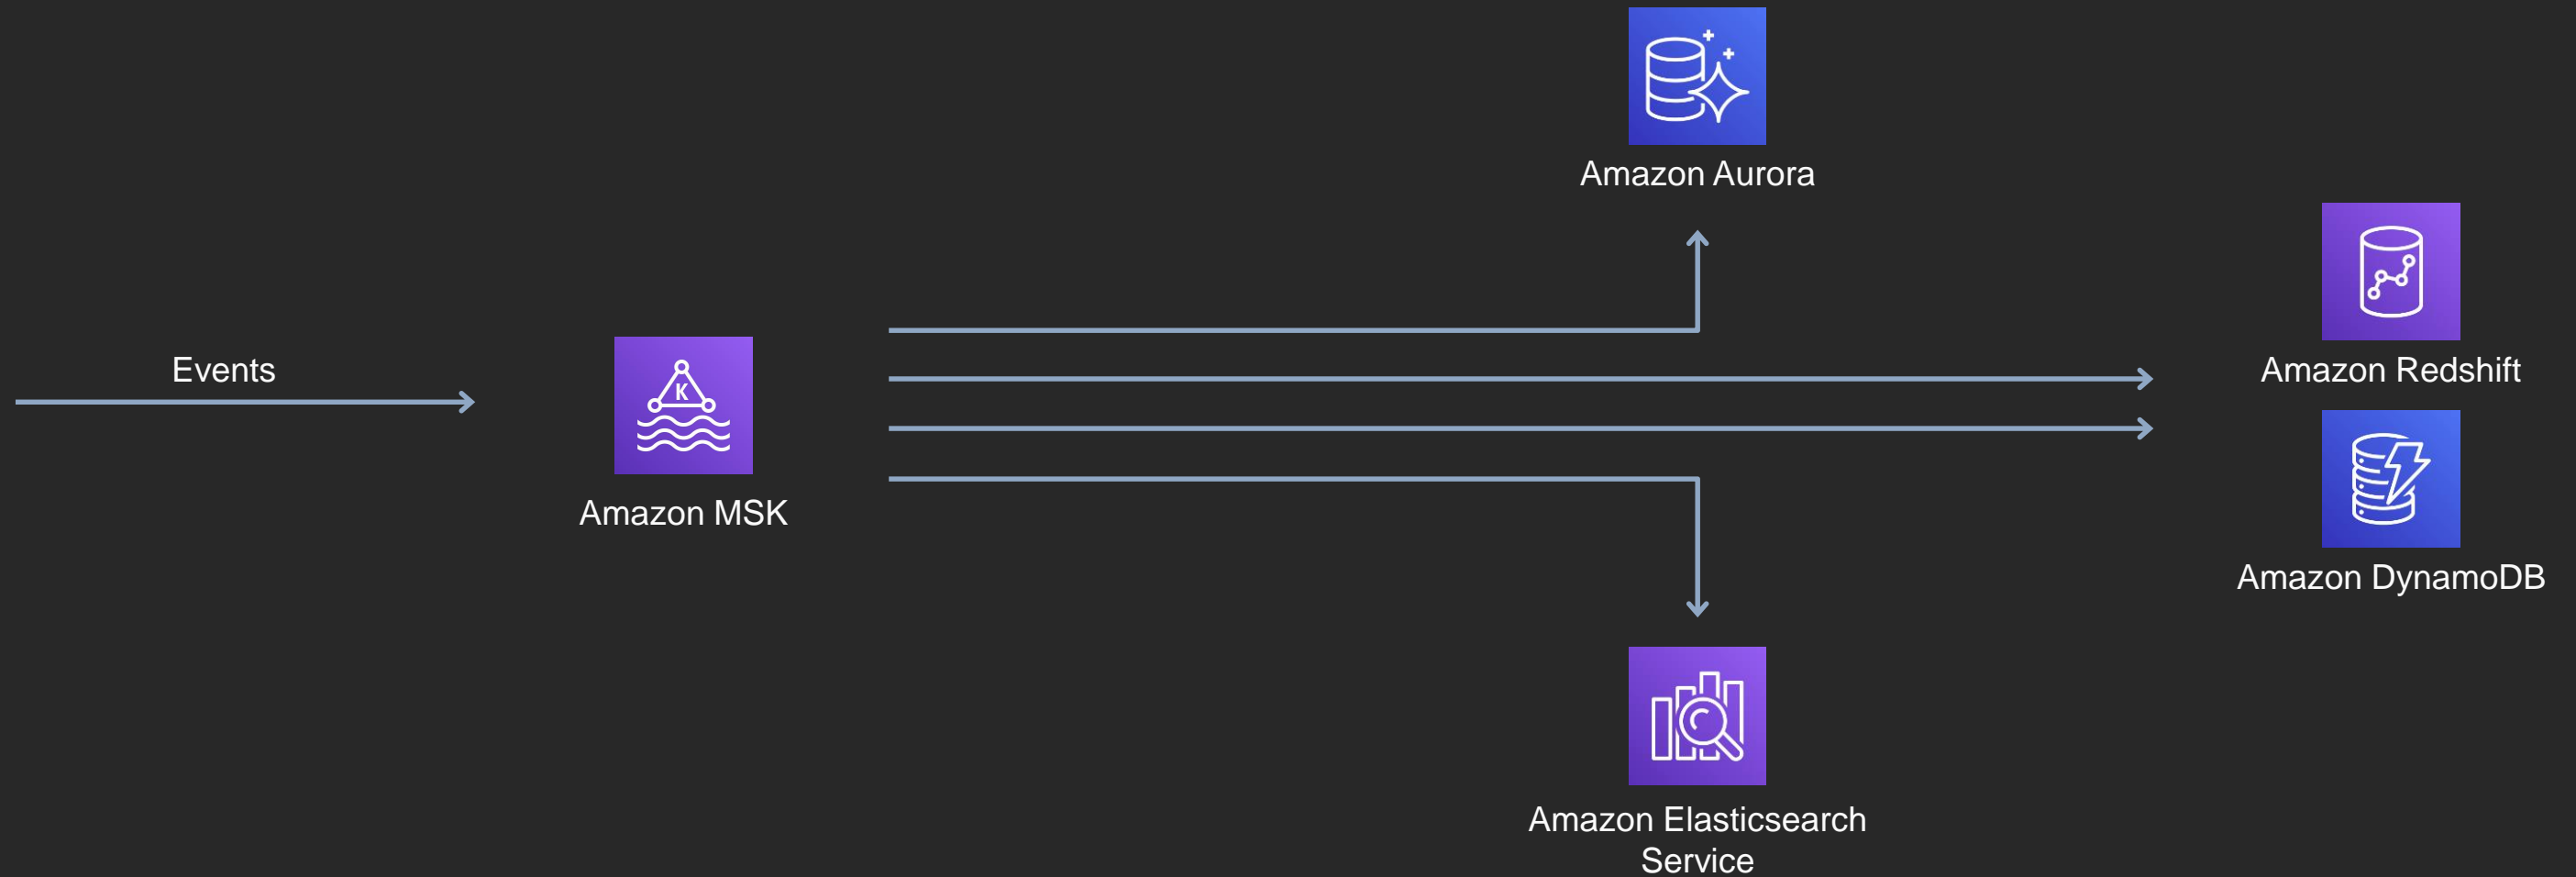 Amazon Aurora
Events
K
Amazon MSK
Amazon Redshift
Amazon DynamoDB
Amazon Elasticsearch
Service